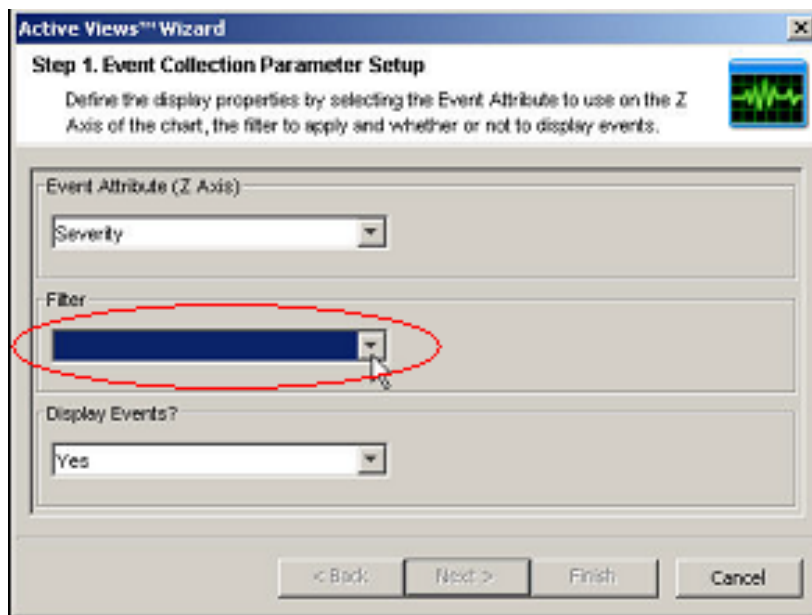 Active Views™ Wizard
Step 1. Event Collection Parameter Setup
Define the display properties by selecting the Event Attribute to use on the Z
Axis of the chart, the filter to apply and whether or not to display events.
Event Attribute (Z Axis)
Severity
Filter
Display Events?
Yes
< Back
Next >
Finish
Cancel